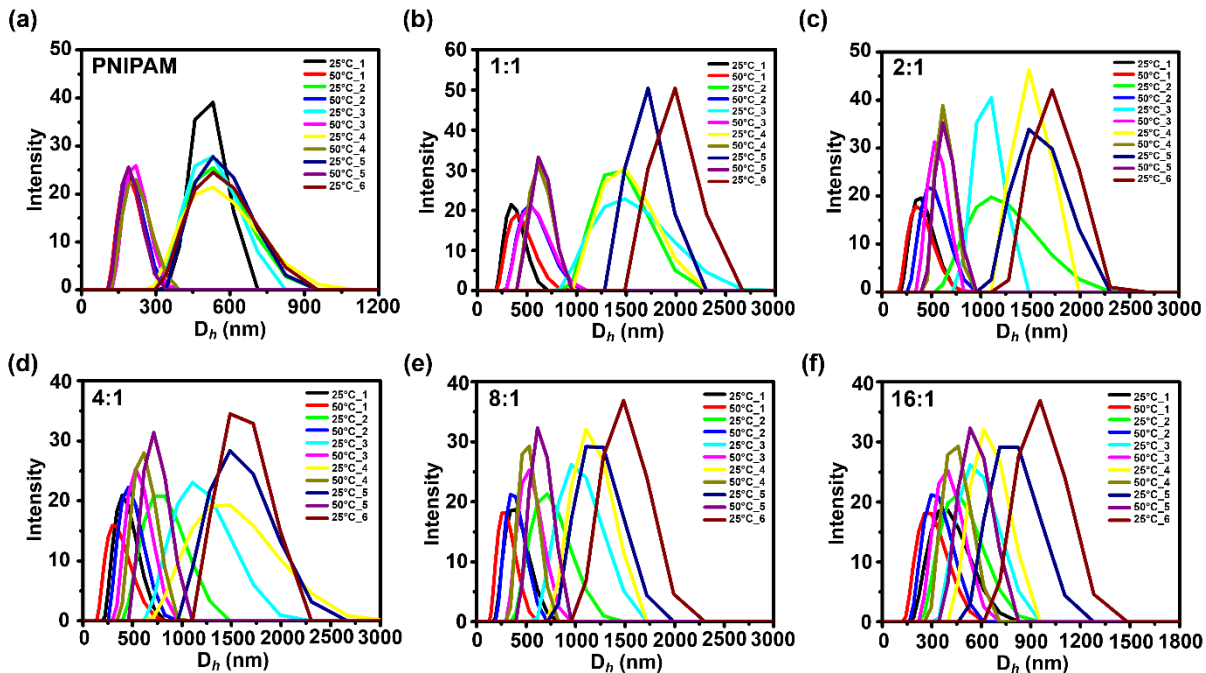 (a)
PNIPAM
50
40
30
20
10
0
Intensity
0 300 600 900 1200
D_h (nm)
25°C_1
50°C_1
25°C_2
50°C_2
25°C_3
50°C_3
25°C_4
50°C_4
25°C_5
50°C_5
25°C_6
(b)
1:1
60
50
40
30
20
10
0
Intensity
0 500 1000 1500 2000 2500 3000
D_h (nm)
25°C_1
50°C_1
25°C_2
50°C_2
25°C_3
50°C_3
25°C_4
50°C_4
25°C_5
50°C_5
25°C_6
(c)
2:1
50
40
30
20
10
0
Intensity
0 500 1000 1500 2000 2500 3000
D_h (nm)
25°C_1
50°C_1
25°C_2
50°C_2
25°C_3
50°C_3
25°C_4
50°C_4
25°C_5
50°C_5
25°C_6
(d)
4:1
40
30
20
10
0
Intensity
0 500 1000 1500 2000 2500 3000
D_h (nm)
25°C_1
50°C_1
25°C_2
50°C_2
25°C_3
50°C_3
25°C_4
50°C_4
25°C_5
50°C_5
25°C_6
(e)
8:1
40
30
20
10
0
Intensity
0 500 1000 1500 2000 2500 3000
D_h (nm)
25°C_1
50°C_1
25°C_2
50°C_2
25°C_3
50°C_3
25°C_4
50°C_4
25°C_5
50°C_5
25°C_6
(f)
16:1
40
30
20
10
0
Intensity
0 300 600 900 1200 1500 1800
D_h (nm)
25°C_1
50°C_1
25°C_2
50°C_2
25°C_3
50°C_3
25°C_4
50°C_4
25°C_5
50°C_5
25°C_6